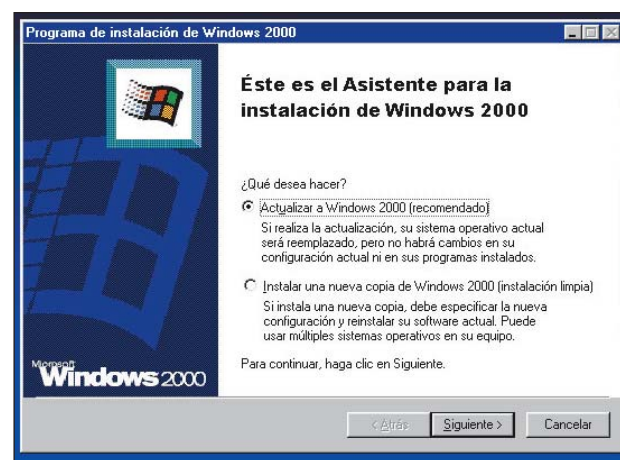 Programa de instalación de Windows 2000
Éste es el Asistente para la
instalación de Windows 2000
¿Qué desea hacer?
Actualizar a Windows 2000 (recomendado)
Si realiza la actualización, su sistema operativo actual
será reemplazado, pero no habrá cambios en su
configuración actual ni en sus programas instalados.
Instalar una nueva copia de Windows 2000 (instalación limpia)
Si instala una nueva copia, debe especificar la nueva
configuración y reinstalar su software actual. Puede
usar múltiples sistemas operativos en su equipo.
Para continuar, haga clic en Siguiente.
Microsoft
Windows 2000
< Atrás Siguiente > Cancelar